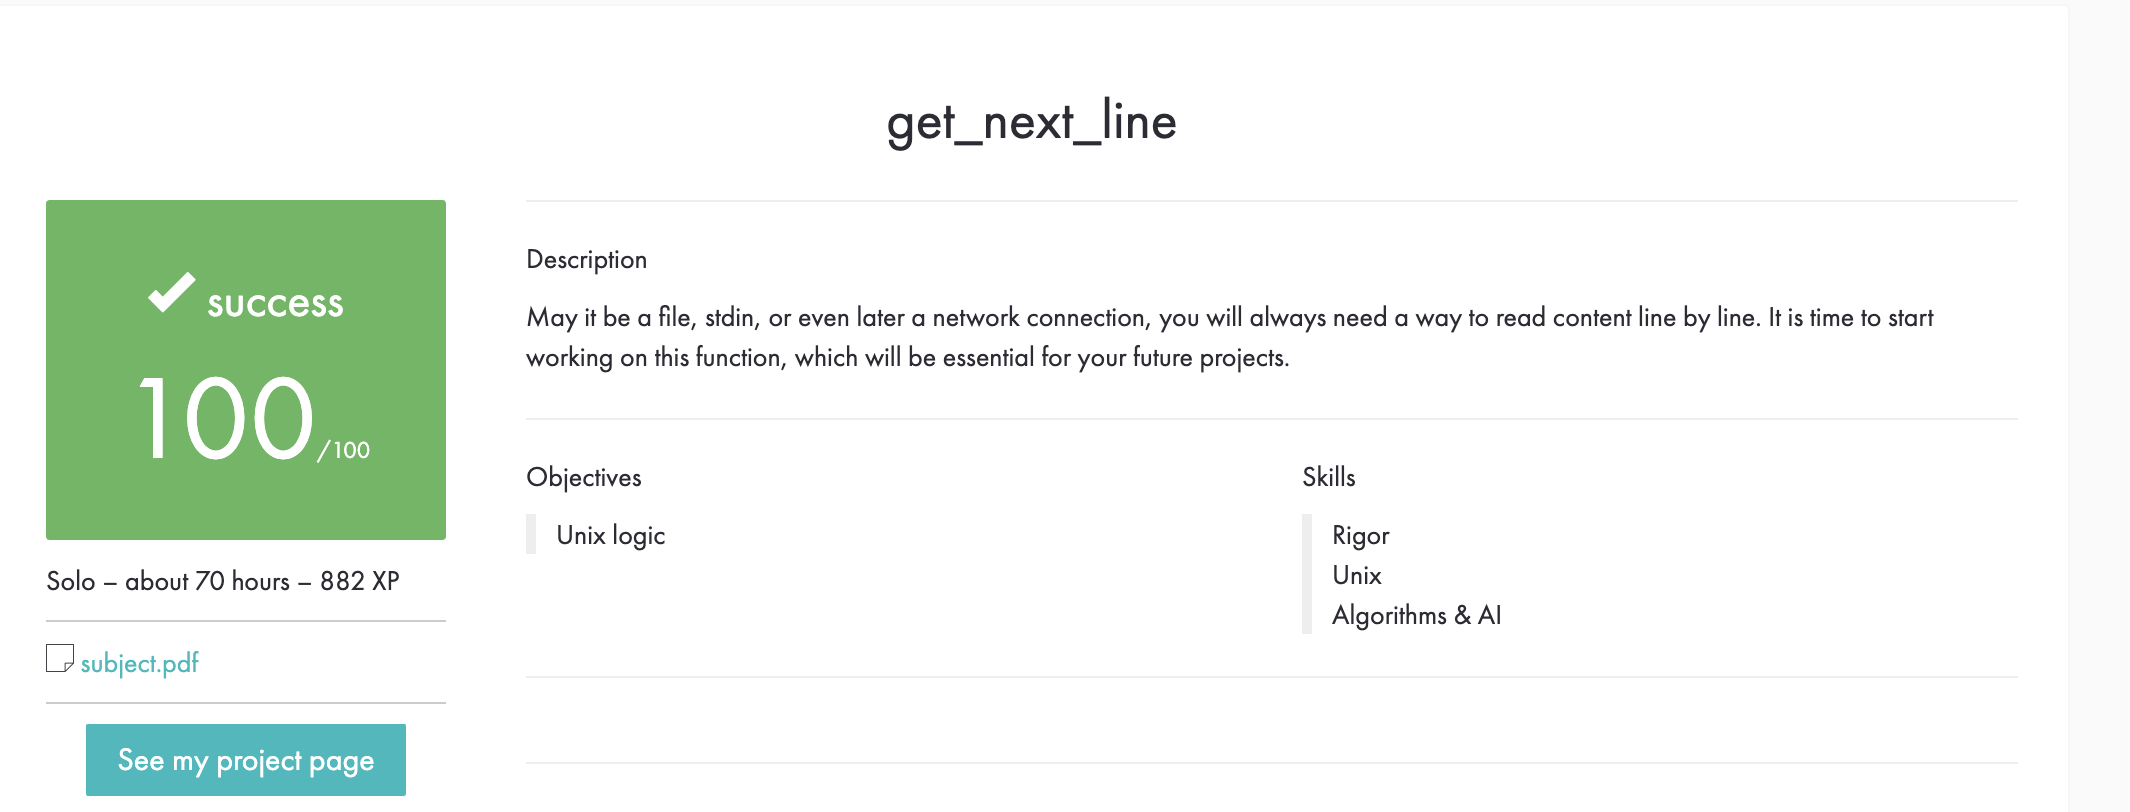 get_next_line
success
100/100
Solo – about 70 hours – 882 XP
subject.pdf
See my project page
Description
May it be a file, stdin, or even later a network connection, you will always need a way to read content line by line. It is time to start
working on this function, which will be essential for your future projects.
Objectives
Unix logic
Skills
Rigor
Unix
Algorithms & AI